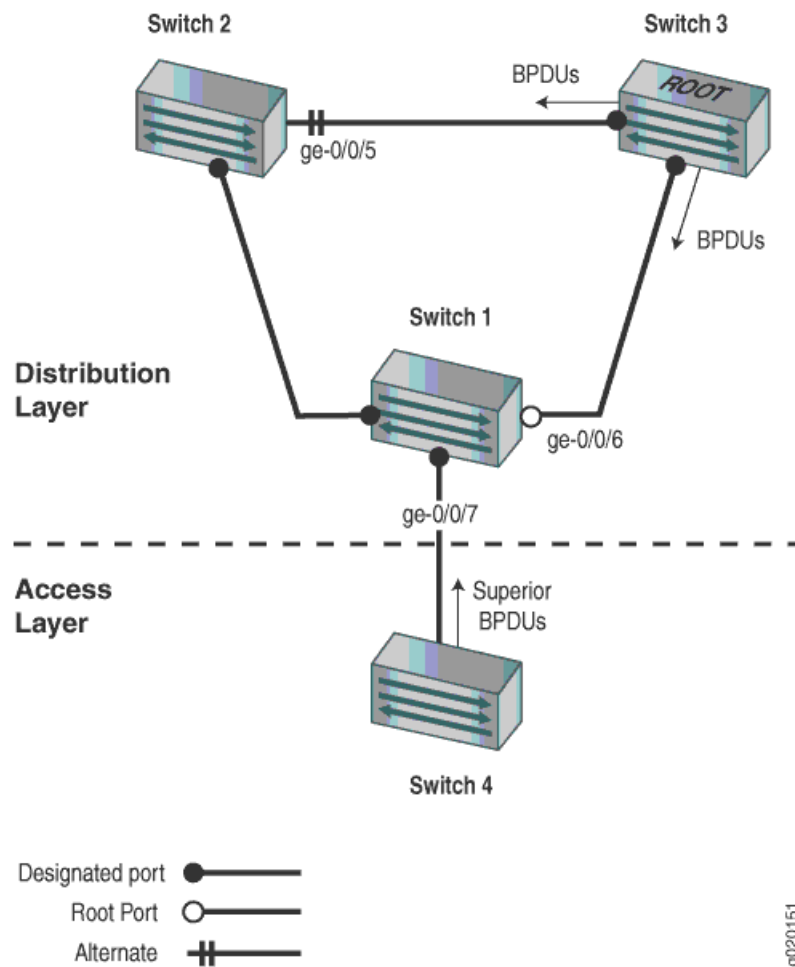 Switch 2
Switch 3
BPDUs
ROOT
ge-0/0/5
BPDUs
Switch 1
Distribution
Layer
ge-0/0/6
ge-0/0/7
Access
Layer
Superior
BPDUs
Switch 4
Designated port
Root Port
Alternate
g020151